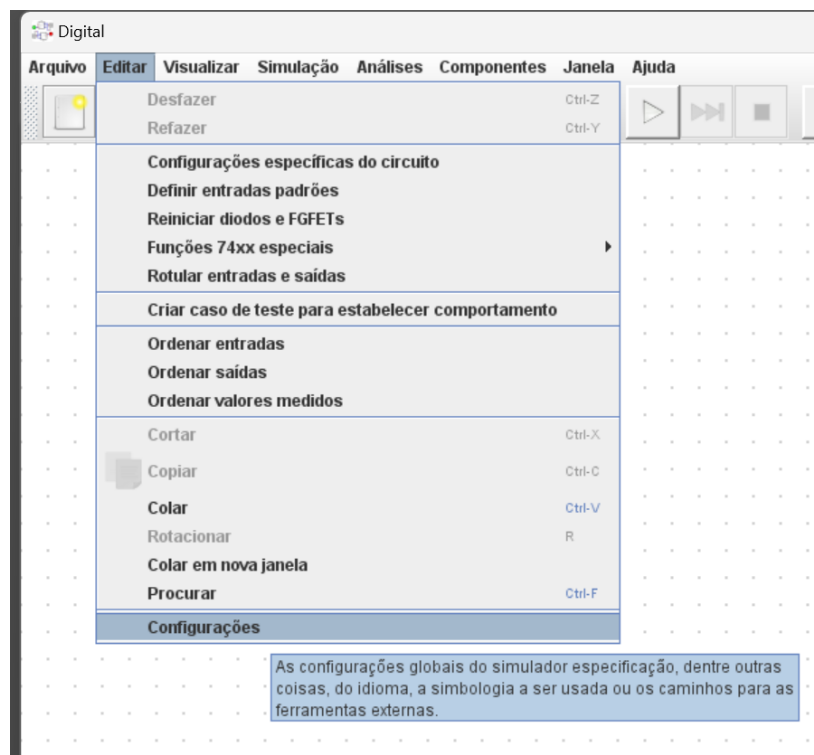 Digital
Arquivo Editar Visualizar Simulação Análises Componentes Janela Ajuda
Desfazer Ctrl-Z
Refazer Ctrl-Y
Configurações específicas do circuito
Definir entradas padrões
Reiniciar diodos e FGFETs
Funções 74xx especiais
Rotular entradas e saídas
Criar caso de teste para estabelecer comportamento
Ordenar entradas
Ordenar saídas
Ordenar valores medidos
Cortar Ctrl-X
Copiar Ctrl-C
Colar Ctrl-V
Rotacionar R
Colar em nova janela
Procurar Ctrl-F
Configurações
As configurações globais do simulador especificação, dentre outras
coisas, do idioma, a simbologia a ser usada ou os caminhos para as
ferramentas externas.